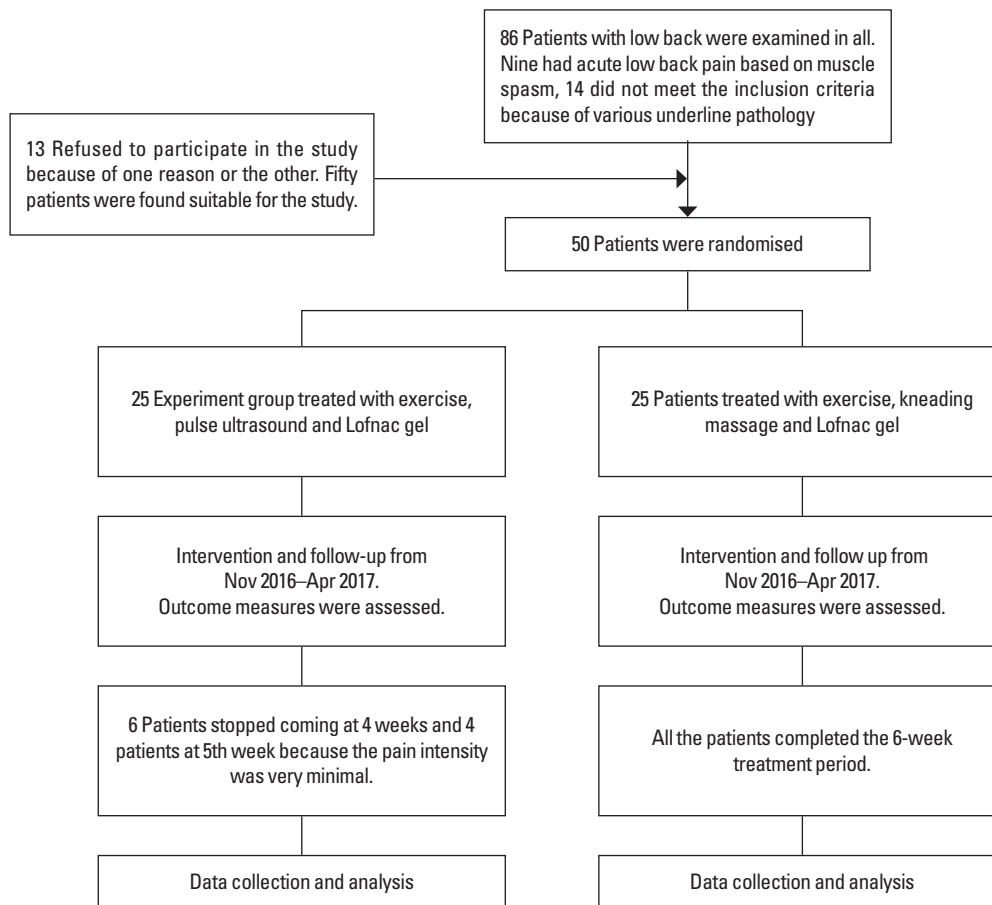 86 Patients with low back were examined in all.
Nine had acute low back pain based on muscle
spasm, 14 did not meet the inclusion criteria
because of various underline pathology
13 Refused to participate in the study
because of one reason or the other. Fifty
patients were found suitable for the study.
50 Patients were randomised
25 Experiment group treated with exercise,
pulse ultrasound and Lofnac gel
25 Patients treated with exercise, kneading
massage and Lofnac gel
Intervention and follow-up from
Nov 2016–Apr 2017.
Outcome measures were assessed.
Intervention and follow up from
Nov 2016–Apr 2017.
Outcome measures were assessed.
6 Patients stopped coming at 4 weeks and 4
patients at 5th week because the pain intensity
was very minimal.
All the patients completed the 6-week
treatment period.
Data collection and analysis
Data collection and analysis